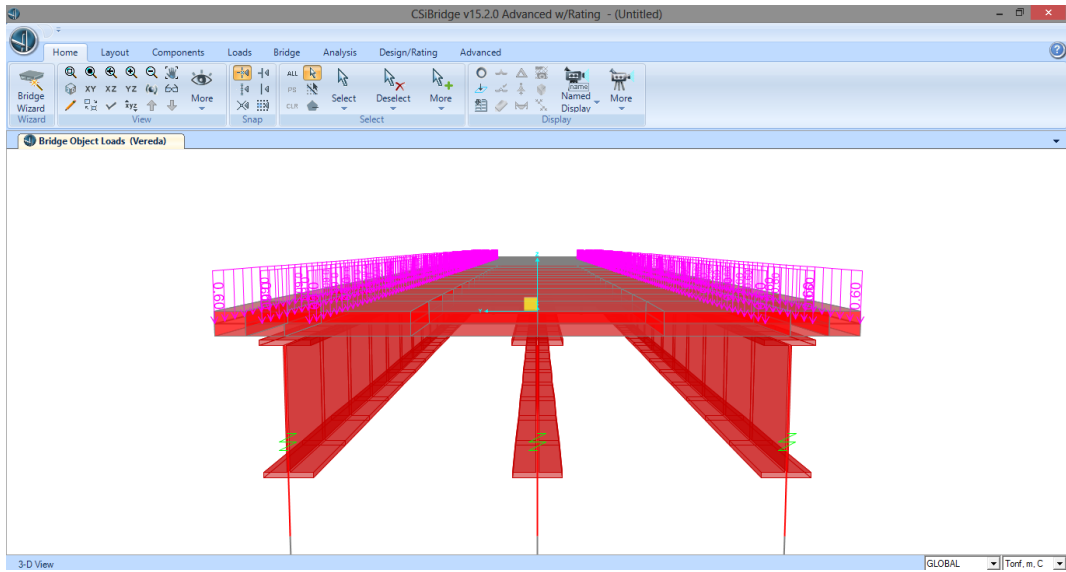 CSiBridge v15.2.0 Advanced w/Rating - (Untitled)
Home Layout Components Loads Bridge Analysis Design/Rating Advanced
Bridge Wizard
XY XZ YZ
More
ALL
PS
CLR
Select
Deselect
More
Named Display
name
More
Wizard View Snap Select Display
Bridge Object Loads (Vereda)
0.60
0.60
3-D View
GLOBAL
Tonf, m, C